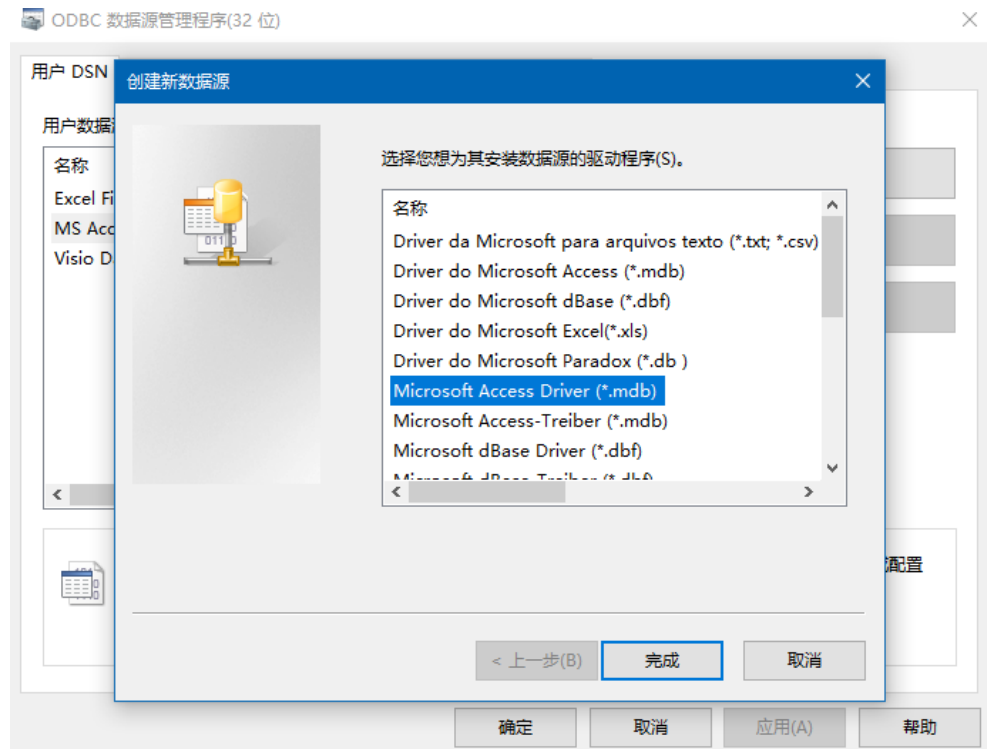 ODBC 数据源管理程序(32 位)
用户 DSN
创建新数据源
用户数据
名称
Excel
MS
Visio
选择您想为其安装数据源的驱动程序(S)。
名称
Driver da Microsoft para arquivos texto (*.txt; *.csv)
Driver do Microsoft Access (*.mdb)
Driver do Microsoft dBase (*.dbf)
Driver do Microsoft Excel(*.xls)
Driver do Microsoft Paradox (*.db )
Microsoft Access Driver (*.mdb)
Microsoft Access-Treiber (*.mdb)
Microsoft dBase Driver (*.dbf)
配置
< 上一步(B)
完成
取消
确定
取消
应用(A)
帮助